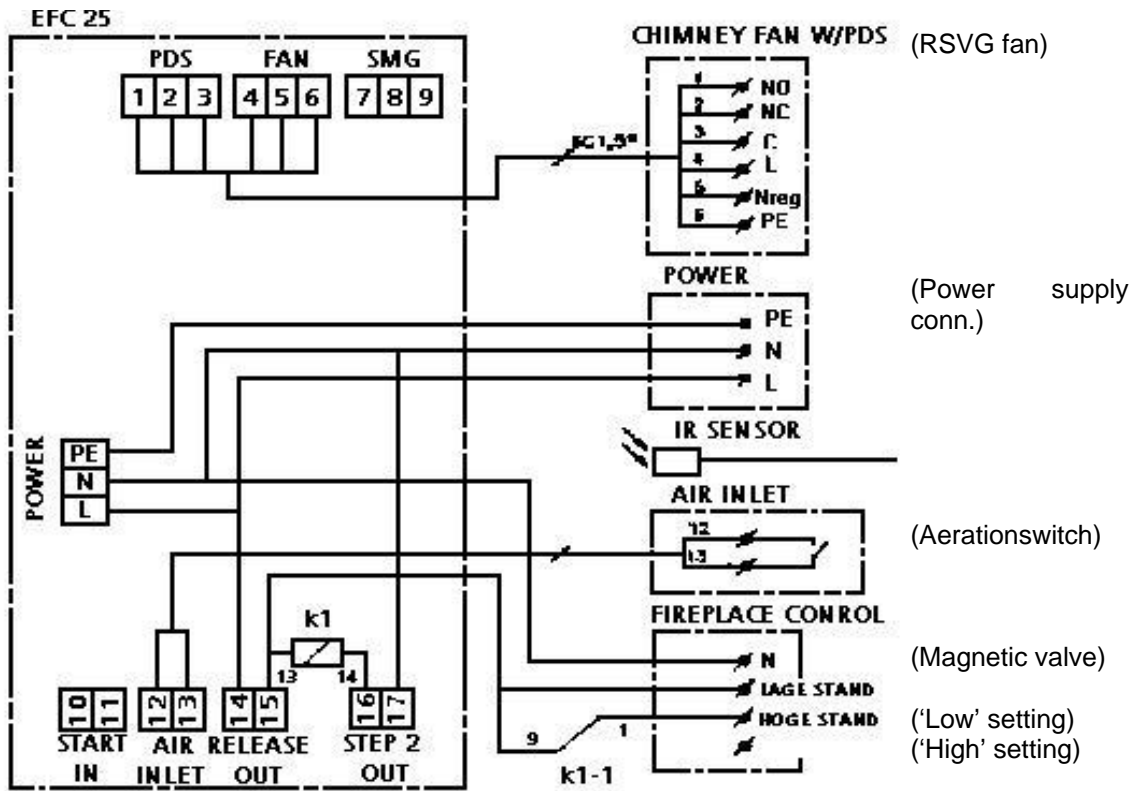 EFC 25
PDS FAN SMG
1 2 3 4 5 6 7 8 9
CHIMNEY FAN W/PDS
(RSVG fan)
1 NO
2 NC
3 C
4 L
Nreg
PE
POWER
PE
N
L
(Power supply
conn.)
IR SENSOR
POWER
PE
N
L
AIR INLET
12
13
(Aerationswitch)
k1
13 14
FIREPLACE CONROL
N
LAGE STAND
HOGE STAND
(Magnetic valve)
('Low' setting)
('High' setting)
10 11 12 13 14 15 16 17
START AIR RELEASE STEP 2
IN INLET OUT OUT
9 1
k1-1